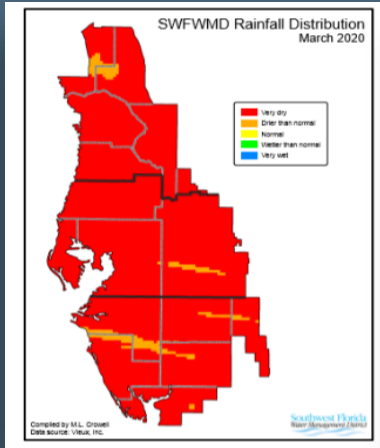 SWFWMD Rainfall Distribution
March 2020
Very dry
Drier than normal
Normal
Wetter than normal
Very wet
Compiled by M.L. Crowell
Data source: Vieux, Inc.
Southwest Florida
Water Management District